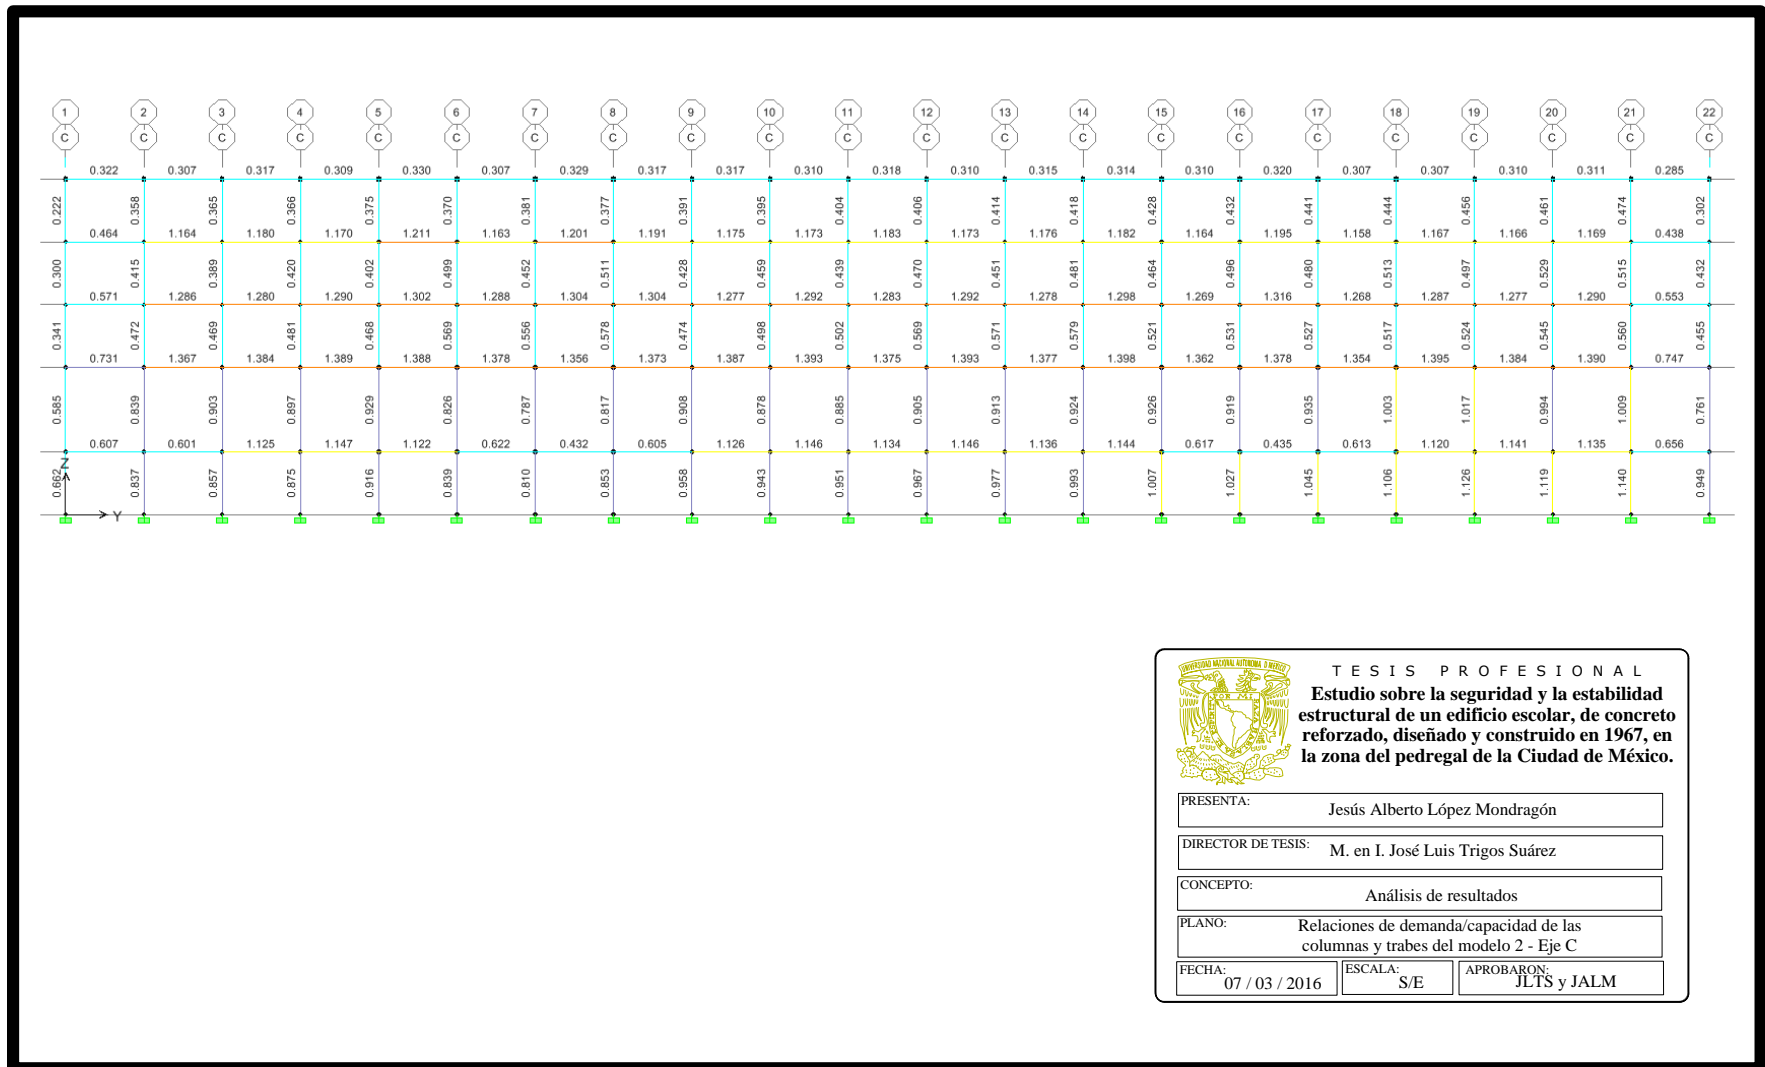 1 2 3 4 5 6 7 8 9 10 11 12 13 14 15 16 17 18 19 20 21 22
C C C C C C C C C C C C C C C C C C C C C C
0.322 0.307 0.317 0.309 0.330 0.307 0.329 0.317 0.317 0.310 0.318 0.310 0.315 0.314 0.310 0.320 0.307 0.307 0.310 0.311 0.285
0.222 0.358 0.365 0.366 0.375 0.370 0.381 0.377 0.391 0.395 0.404 0.406 0.414 0.418 0.428 0.432 0.441 0.444 0.456 0.461 0.474 0.302
0.464 1.164 1.180 1.170 1.211 1.163 1.201 1.191 1.175 1.173 1.183 1.173 1.176 1.182 1.164 1.195 1.158 1.167 1.166 1.169 0.438
0.300 0.415 0.389 0.420 0.402 0.499 0.452 0.511 0.428 0.459 0.439 0.470 0.451 0.481 0.464 0.496 0.480 0.513 0.497 0.529 0.515 0.432
0.571 1.286 1.280 1.290 1.302 1.288 1.304 1.304 1.277 1.292 1.283 1.292 1.278 1.298 1.269 1.316 1.268 1.287 1.277 1.290 0.553
0.341 0.472 0.469 0.481 0.468 0.569 0.556 0.578 0.474 0.498 0.502 0.569 0.571 0.579 0.521 0.531 0.527 0.517 0.524 0.545 0.560 0.455
0.731 1.367 1.384 1.389 1.388 1.378 1.356 1.373 1.387 1.393 1.375 1.393 1.377 1.398 1.362 1.378 1.354 1.395 1.384 1.390 0.747
0.585 0.839 0.903 0.897 0.929 0.826 0.787 0.817 0.908 0.878 0.885 0.905 0.913 0.924 0.926 0.919 0.935 1.003 1.017 0.994 1.009 0.761
0.607 0.601 1.125 1.147 1.122 0.622 0.432 0.605 1.126 1.146 1.134 1.146 1.136 1.144 0.617 0.435 0.613 1.120 1.141 1.135 0.656
Z
0.662 0.837 0.857 0.875 0.916 0.839 0.810 0.853 0.958 0.943 0.951 0.967 0.977 0.993 1.007 1.027 1.045 1.106 1.126 1.119 1.140 0.949
Y
TESIS PROFESIONAL
Estudio sobre la seguridad y la estabilidad
estructural de un edificio escolar, de concreto
reforzado, diseñado y construido en 1967, en
la zona del pedregal de la Ciudad de México.
PRESENTA: Jesús Alberto López Mondragón
DIRECTOR DE TESIS: M. en I. José Luis Trigos Suárez
CONCEPTO: Análisis de resultados
PLANO: Relaciones de demanda/capacidad de las
columnas y trabes del modelo 2 - Eje C
FECHA: 07 / 03 / 2016
ESCALA: S/E
APROBARON: JLTS y JALM